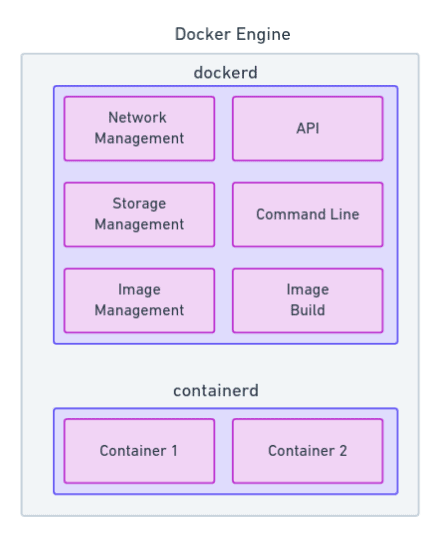 Docker Engine
dockerd
Network
Management
API
Storage
Management
Command Line
Image
Management
Image
Build
containerd
Container 1
Container 2